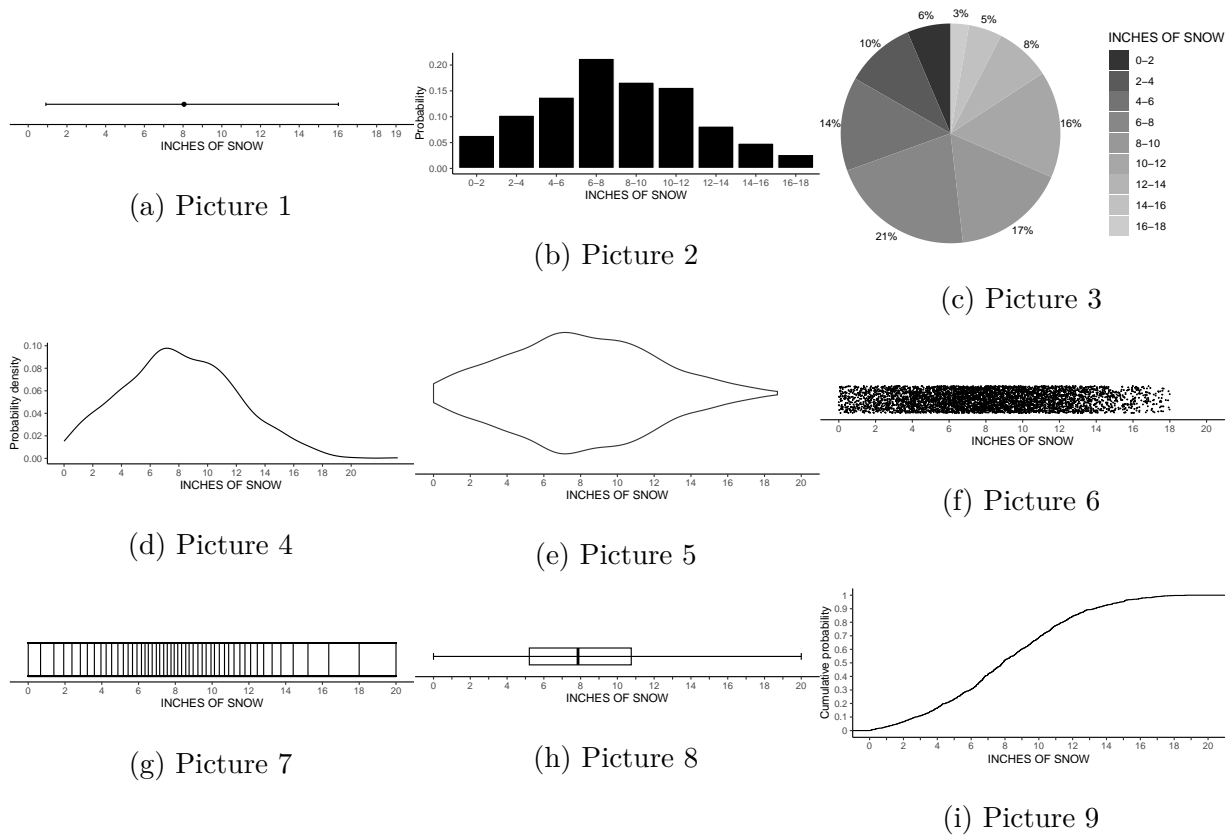 0 2 4 6 8 10 12 14 16 18 19
INCHES OF SNOW
(a) Picture 1
Probability
0.20
0.15
0.10
0.05
0.00
0−2 2−4 4−6 6−8 8−10 10−12 12−14 14−16 16−18
INCHES OF SNOW
(b) Picture 2
6% 3% 5%
10% 8%
14% 16%
21% 17%
INCHES OF SNOW
0−2
2−4
4−6
6−8
8−10
10−12
12−14
14−16
16−18
(c) Picture 3
Probability density
0.10
0.08
0.06
0.04
0.02
0.00
0 2 4 6 8 10 12 14 16 18 20
INCHES OF SNOW
(d) Picture 4
0 2 4 6 8 10 12 14 16 18 20
INCHES OF SNOW
(e) Picture 5
0 2 4 6 8 10 12 14 16 18 20
INCHES OF SNOW
(f) Picture 6
0 2 4 6 8 10 12 14 16 18 20
INCHES OF SNOW
(g) Picture 7
0 2 4 6 8 10 12 14 16 18 20
INCHES OF SNOW
(h) Picture 8
Cumulative probability
1
0.9
0.8
0.7
0.6
0.5
0.4
0.3
0.2
0.1
0
0 2 4 6 8 10 12 14 16 18 20
INCHES OF SNOW
(i) Picture 9